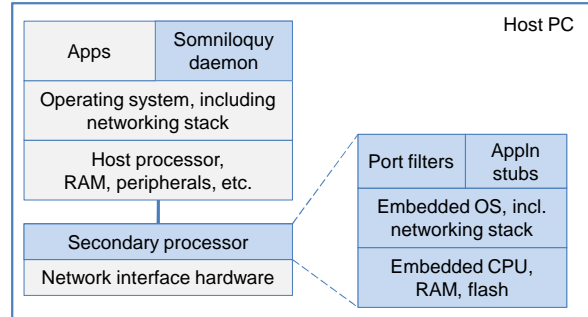 Host PC
Apps
Somniloquy
daemon
Operating system, including
networking stack
Host processor,
RAM, peripherals, etc.
Secondary processor
Network interface hardware
Port filters
Appln
stubs
Embedded OS, incl.
networking stack
Embedded CPU,
RAM, flash